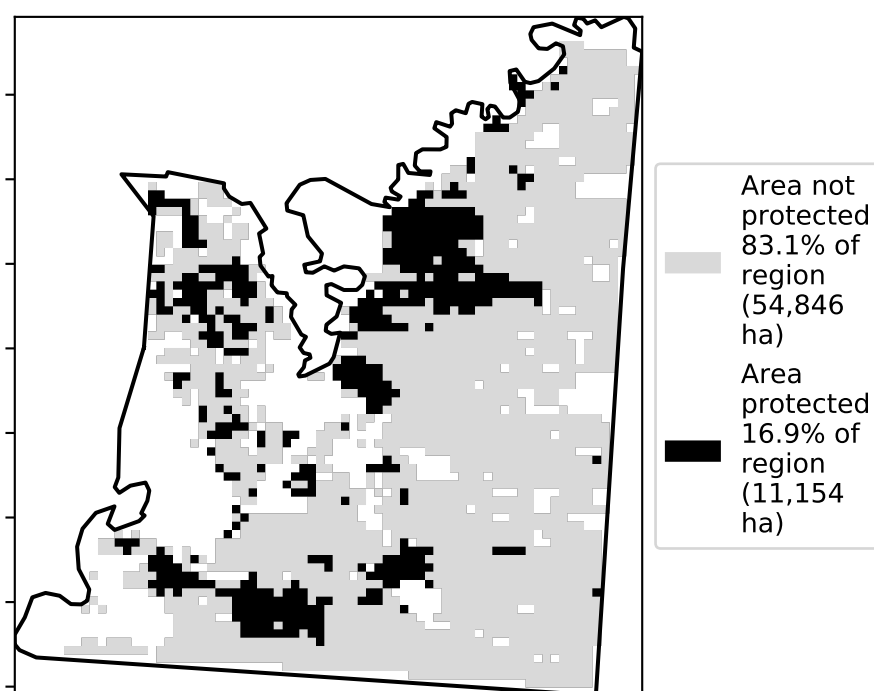 Area not
protected
83.1% of
region
(54,846
ha)
Area
protected
16.9% of
region
(11,154
ha)